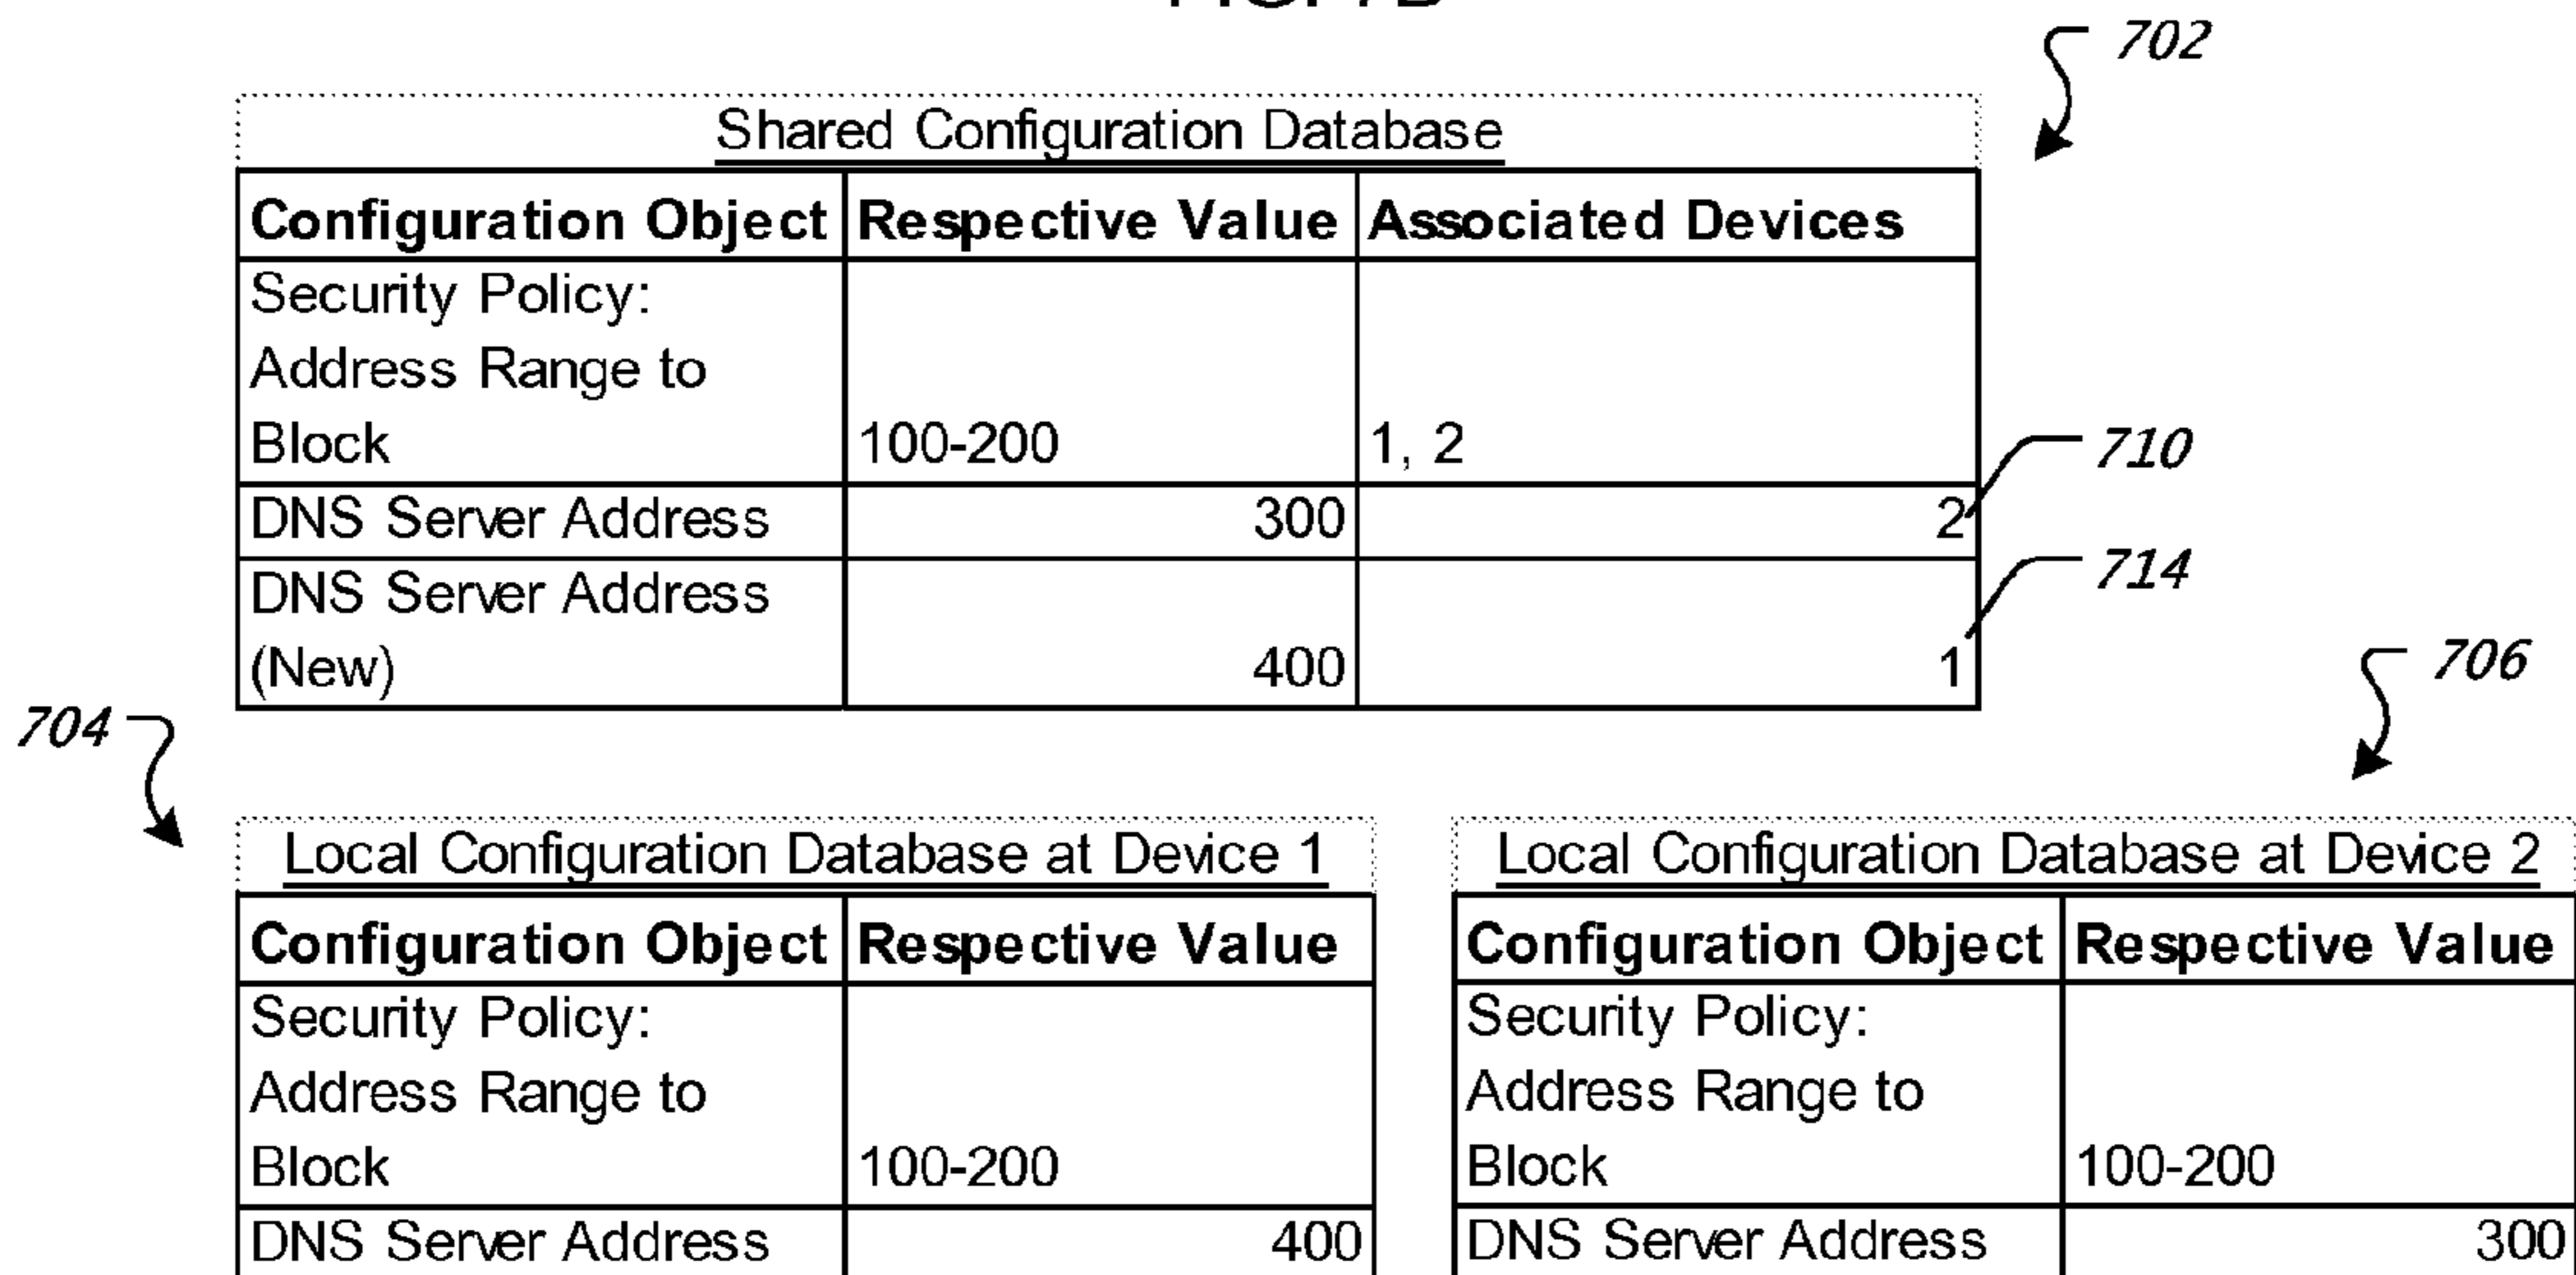 702
Shared Configuration Database
Configuration Object Respective Value Associated Devices
Security Policy:
Address Range to
Block 100-200 1, 2
710
DNS Server Address 300 2
714
DNS Server Address
(New) 400 1
706
704
Local Configuration Database at Device 1
Configuration Object Respective Value
Security Policy:
Address Range to
Block 100-200
DNS Server Address 400
Local Configuration Database at Device 2
Configuration Object Respective Value
Security Policy:
Address Range to
Block 100-200
DNS Server Address 300